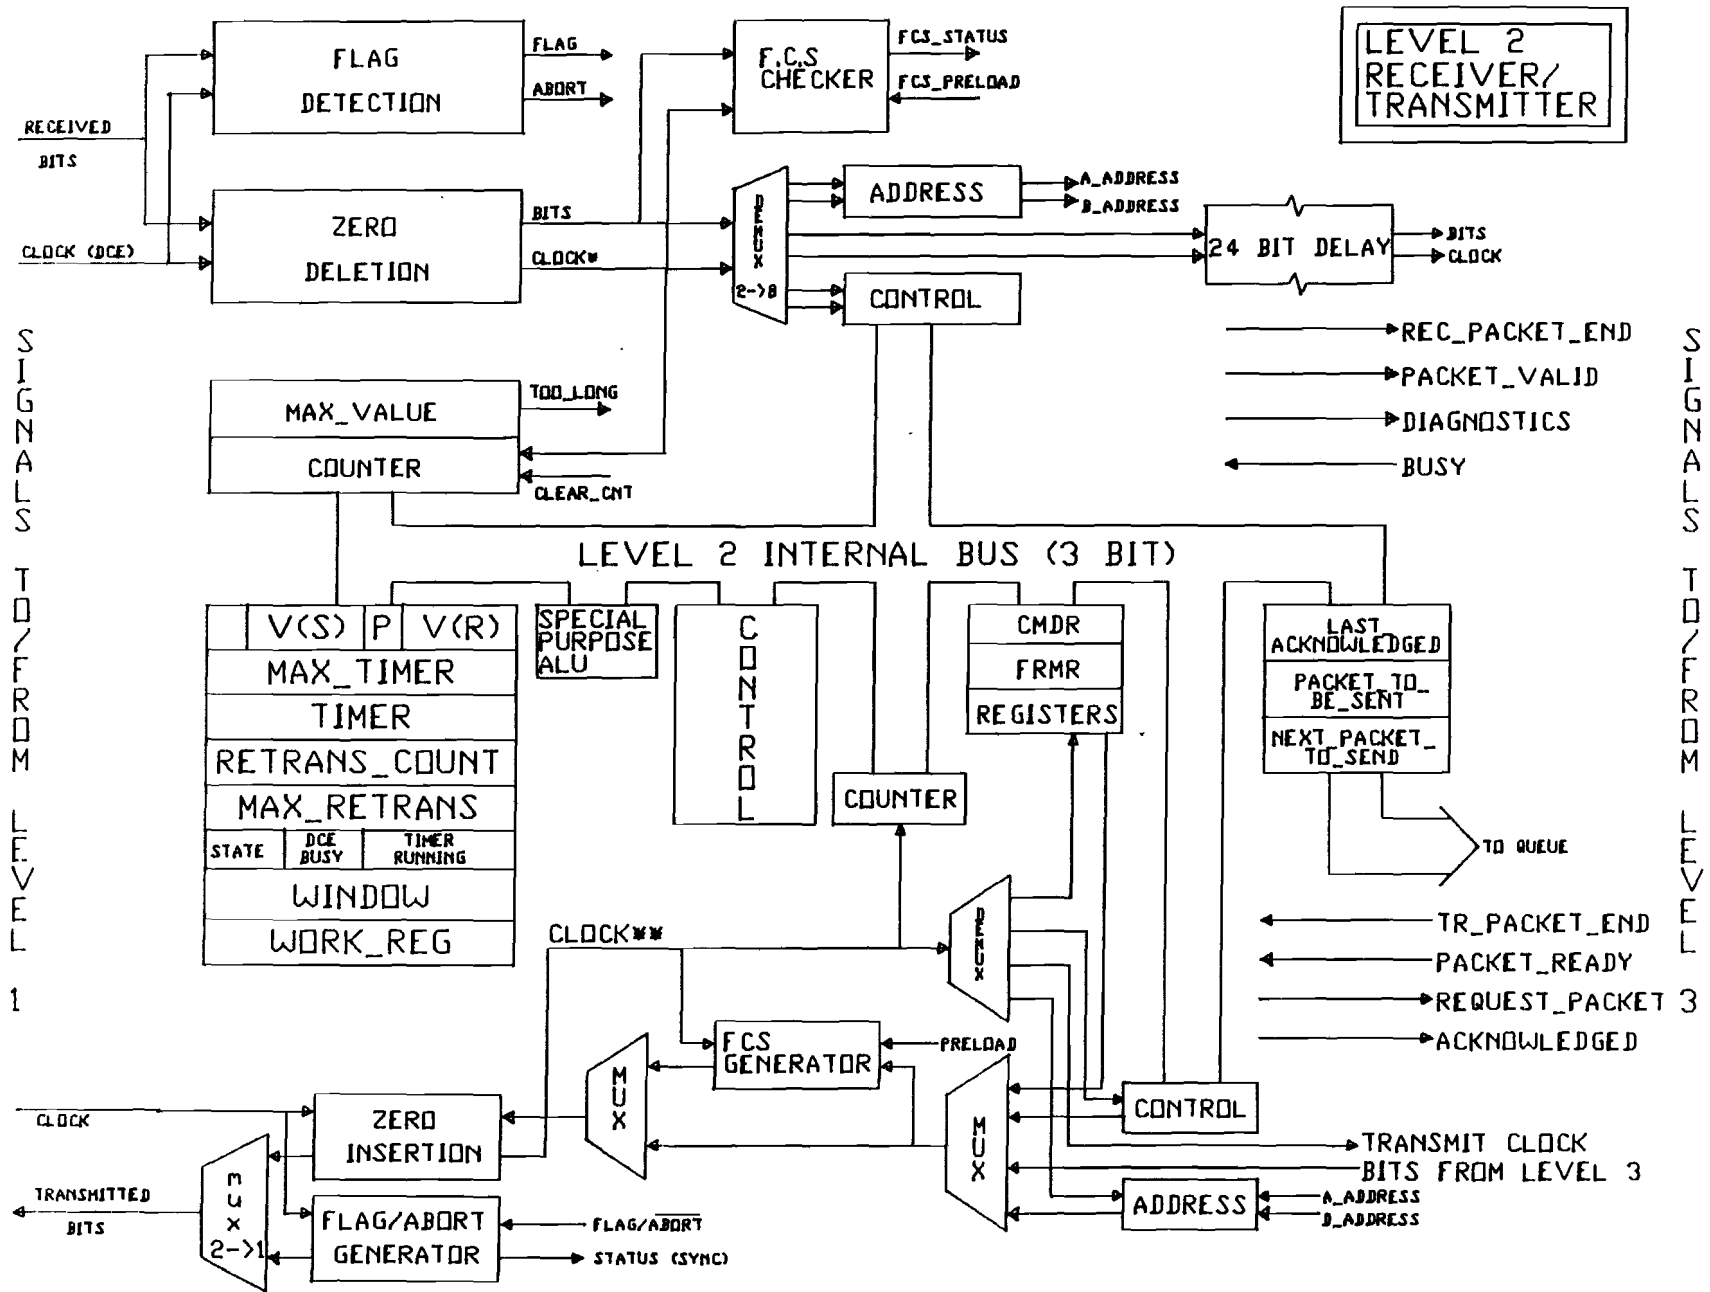 LEVEL 2
RECEIVER/
TRANSMITTER
FLAG
DETECTION
FLAG
ABORT
F.C.S
CHECKER
FCS_STATUS
FCS_PRELOAD
RECEIVED
BITS
CLOCK (DCE)
ZERO
DELETION
BITS
CLOCK*
DEMUX
2->8
ADDRESS
A_ADDRESS
B_ADDRESS
24 BIT DELAY
BITS
CLOCK
CONTROL
REC_PACKET_END
PACKET_VALID
DIAGNOSTICS
BUSY
SIGNALS TO/FROM LEVEL 1
SIGNALS TO/FROM LEVEL 3
MAX_VALUE
COUNTER
TOO_LONG
CLEAR_CNT
LEVEL 2 INTERNAL BUS (3 BIT)
V(S) P V(R)
MAX_TIMER
TIMER
RETRANS_COUNT
MAX_RETRANS
STATE
DCE
BUSY
TIMER
RUNNING
WINDOW
WORK_REG
SPECIAL
PURPOSE
ALU
CONTROL
COUNTER
CMDR
FRMR
REGISTERS
LAST
ACKNOWLEDGED
PACKET_TO_
BE_SENT
NEXT_PACKET_
TO_SEND
TO QUEUE
TR_PACKET_END
PACKET_READY
REQUEST_PACKET
ACKNOWLEDGED
CLOCK**
DEMUX
FCS
GENERATOR
PRELOAD
MUX
MUX
CONTROL
TRANSMIT CLOCK
BITS FROM LEVEL 3
ADDRESS
A_ADDRESS
B_ADDRESS
CLOCK
ZERO
INSERTION
TRANSMITTED
BITS
MUX
2->1
FLAG/ABORT
GENERATOR
FLAG/ABORT
STATUS (SYNC)